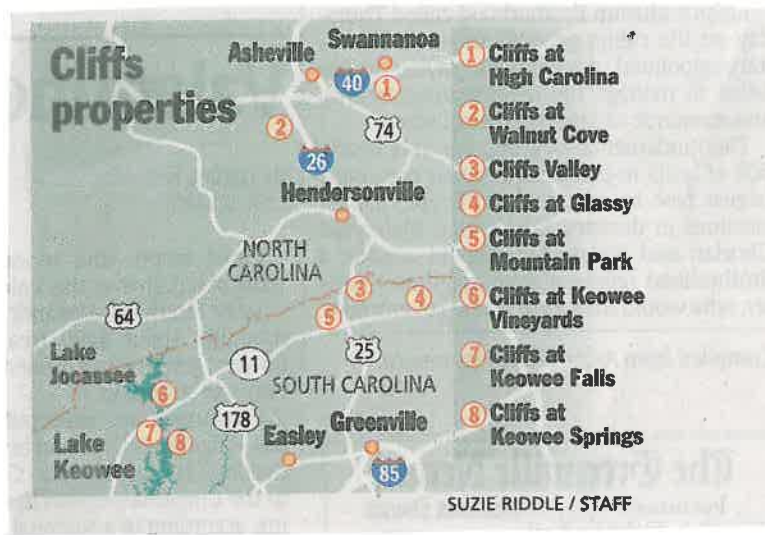 Cliffs
properties
Asheville
Swannanoa
40
1
2
74
26
Hendersonville
NORTH
CAROLINA
3
4
5
64
Lake
Jocassee
11
25
6
SOUTH CAROLINA
178
7
8
Easley
Greenville
Lake
Keowee
85
1 Cliffs at
High Carolina
2 Cliffs at
Walnut Cove
3 Cliffs Valley
4 Cliffs at Glassy
5 Cliffs at
Mountain Park
6 Cliffs at Keowee
Vineyards
7 Cliffs at
Keowee Falls
8 Cliffs at
Keowee Springs
SUZIE RIDDLE / STAFF